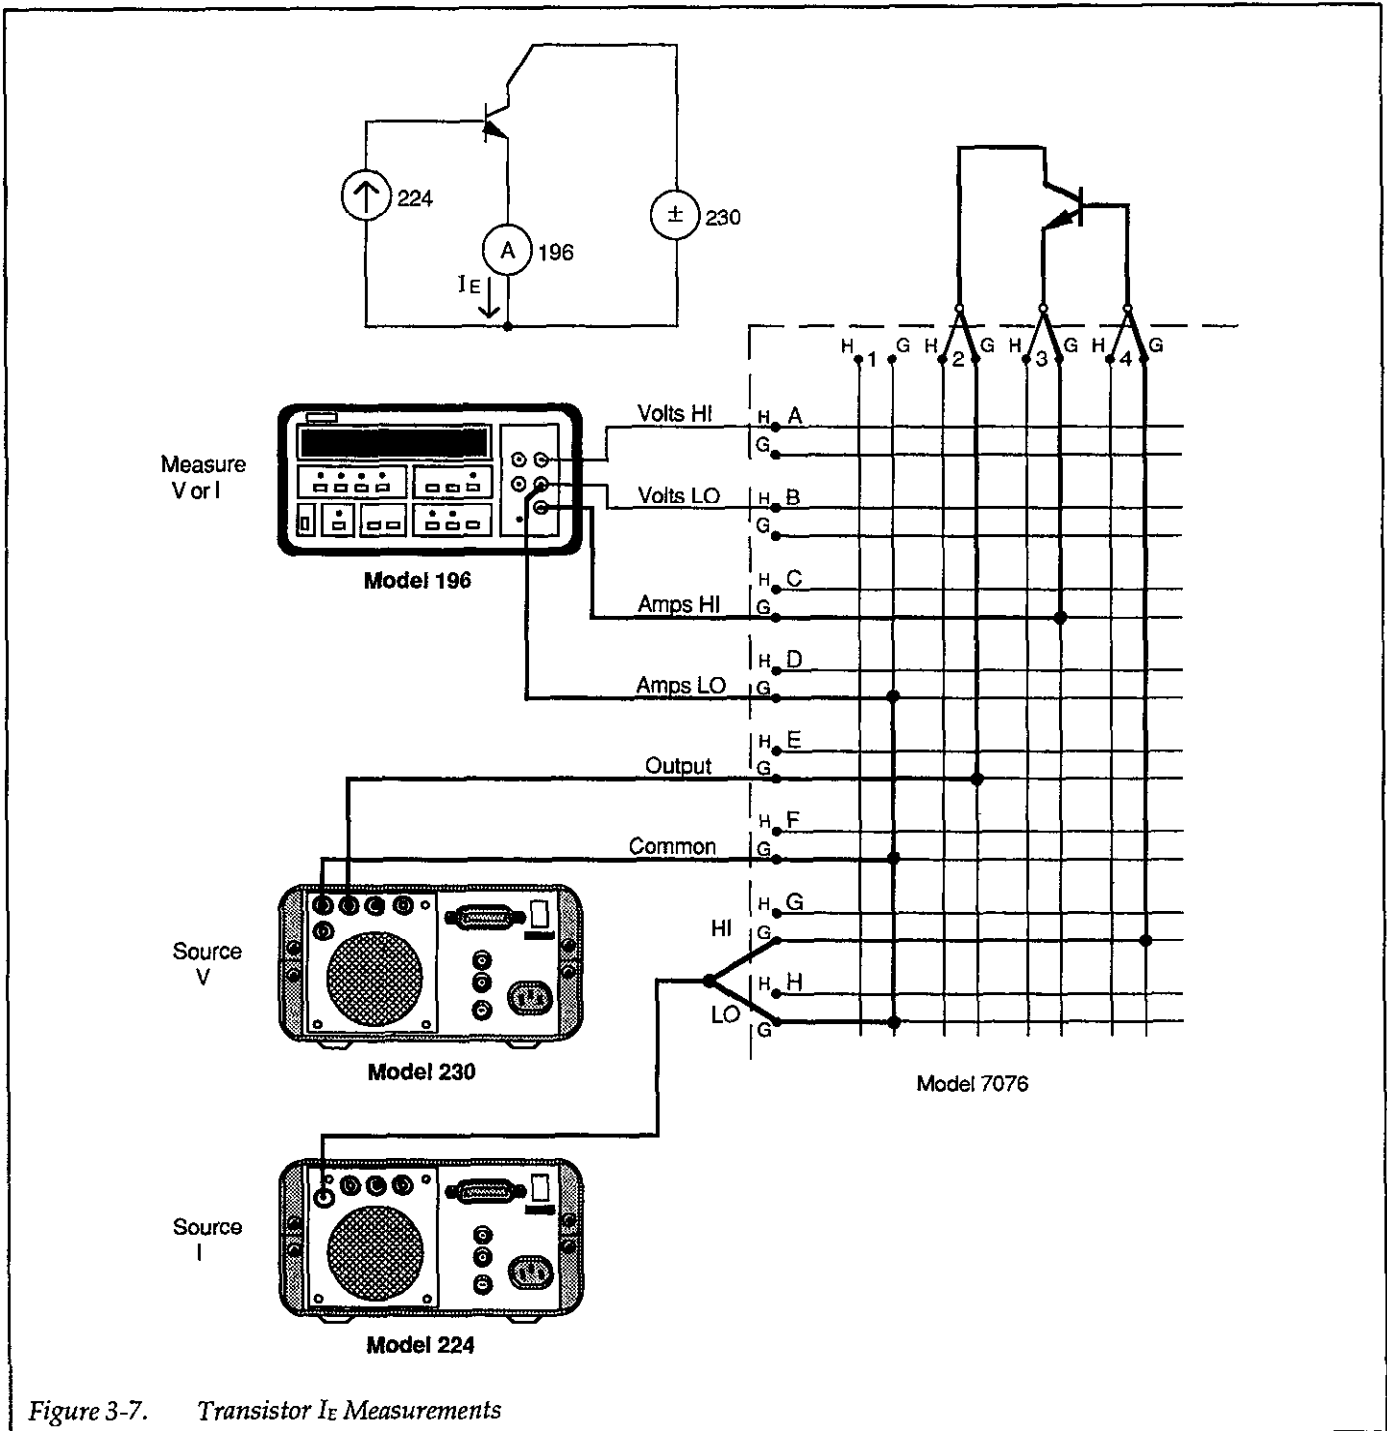 224
230
A 196
±
IE
H 1 G H 2 G H 3 G H 4 G
Volts HI H A
G
Measure
V or I
Volts LO H B
G
Model 196
H C
Amps HI G
H D
Amps LO G
H E
Output G
H F
Common G
H G
HI G
Source
V
H H
LO G
Model 230
Model 7076
Source
I
Model 224
Figure 3-7. Transistor IE Measurements